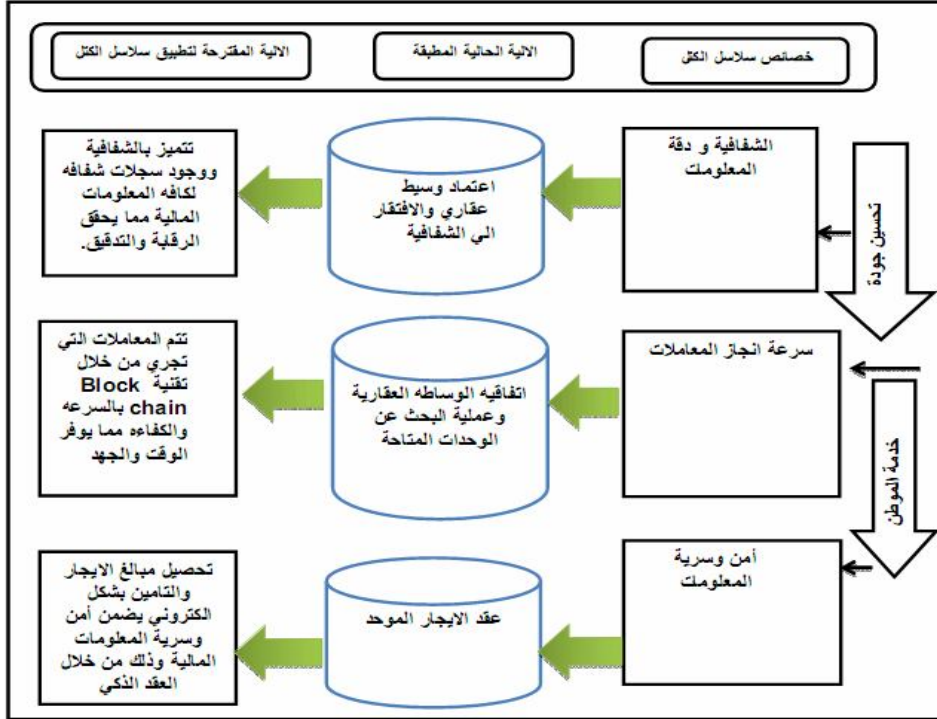 خصائص سلاسل الكتل
الالية الحالية المطبقة
الالية المقترحة لتطبيق سلاسل الكتل
تحسين جودة
الشفافية و دقة
المعلومات
اعتماد وسيط
عقاري والافتقار
الي الشفافية
تتميز بالشفافية
ووجود سجلات شفافه
لكافه المعلومات
المالية مما يحقق
الرقابة والتدقيق.
خدمة الموطن
سرعة انجاز المعاملات
اتفاقيه الوساطه العقارية
وعملية البحث عن
الوحدات المتاحة
تتم المعاملات التي
تجري من خلال
تقنية Block
chain بالسرعه
والكفاءه مما يوفر
الوقت والجهد
أمن وسرية
المعلومات
عقد الايجار الموحد
تحصيل مبالغ الايجار
والتامين بشكل
الكتروني يضمن أمن
وسرية المعلومات
المالية وذلك من خلال
العقد الذكي